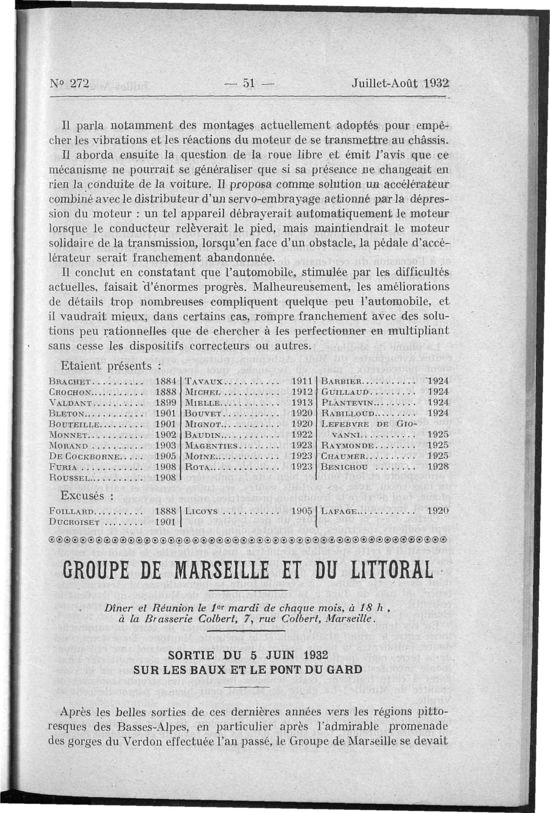 N° 272 — 51 — Juillet-Août 1932
Il parla notamment des montages actuellement adoptés pour empê-
cher les vibrations et les réactions du moteur de se transmettre au châssis.
Il aborda ensuite la question de la roue libre et émit l'avis que ce
mécanisme ne pourrait se généraliser que si sa présence ne changeait en
rien la conduite de la voiture. Il proposa comme solution un accélérateur
combiné avec le distributeur d'un servo-embrayage actionné par la dépres-
sion du moteur : un tel appareil débrayerait automatiquement le moteur
lorsque le conducteur relèverait le pied, mais maintiendrait le moteur
solidaire de la transmission, lorsqu'en face d'un obstacle, la pédale d'accé-
lérateur serait franchement abandonnée.
Il conclut en constatant que l'automobile, stimulée par les difficultés
actuelles, faisait d'énormes progrès. Malheureusement, les améliorations
de détails trop nombreuses compliquent quelque peu l'automobile, et
il vaudrait mieux, dans certains cas, rompre franchement avec des solu-
tions peu rationnelles que de chercher à les perfectionner en multipliant
sans cesse les dispositifs correcteurs ou autres.
Etaient présents :
BRACHET.......... 1884
CROCHON.......... 1888
VALDANT.......... 1899
BLETON.......... 1901
BOUTEILLE.......... 1901
MONNET.......... 1902
MORAND .......... 1903
DE COCKBORNE.... 1905
FURIA .......... 1908
ROUSSEL.......... 1908
TAVAUX.......... 1911
MICHEL .......... 1912
MIELLE.......... 1913
BOUVET.......... 1920
MIGNOT.......... 1920
BAUDIN.......... 1922
MAGENTIES........ 1923
MOINE.......... 1923
ROTA.......... 1923
BARBIER.......... 1924
GUILLAUD........ 1924
PLANTEVIN........ 1924
RABILLOUD........ 1924
LEFEBVRE DE GIO-
VANNI.......... 1925
RAYMONDE........ 1925
CHAUMER.......... 1925
BENICHOU ........ 1928
Excusés :
FOILLARD.......... 1888
DUCROISET ........ 1901
LICOYS .......... 1905
LAFAGE.......... 1920
GROUPE DE MARSEILLE ET DU LITTORAL
Dîner et Réunion le 1er mardi de chaque mois, à 18 h ,
à la Brasserie Colbert, 7, rue Colbert, Marseille.
SORTIE DU 5 JUIN 1932
SUR LES BAUX ET LE PONT DU GARD
Après les belles sorties de ces dernières années vers les régions pitto-
resques des Basses-Alpes, en particulier après l'admirable promenade
des gorges du Verdon effectuée l'an passé, le Groupe de Marseille se devait